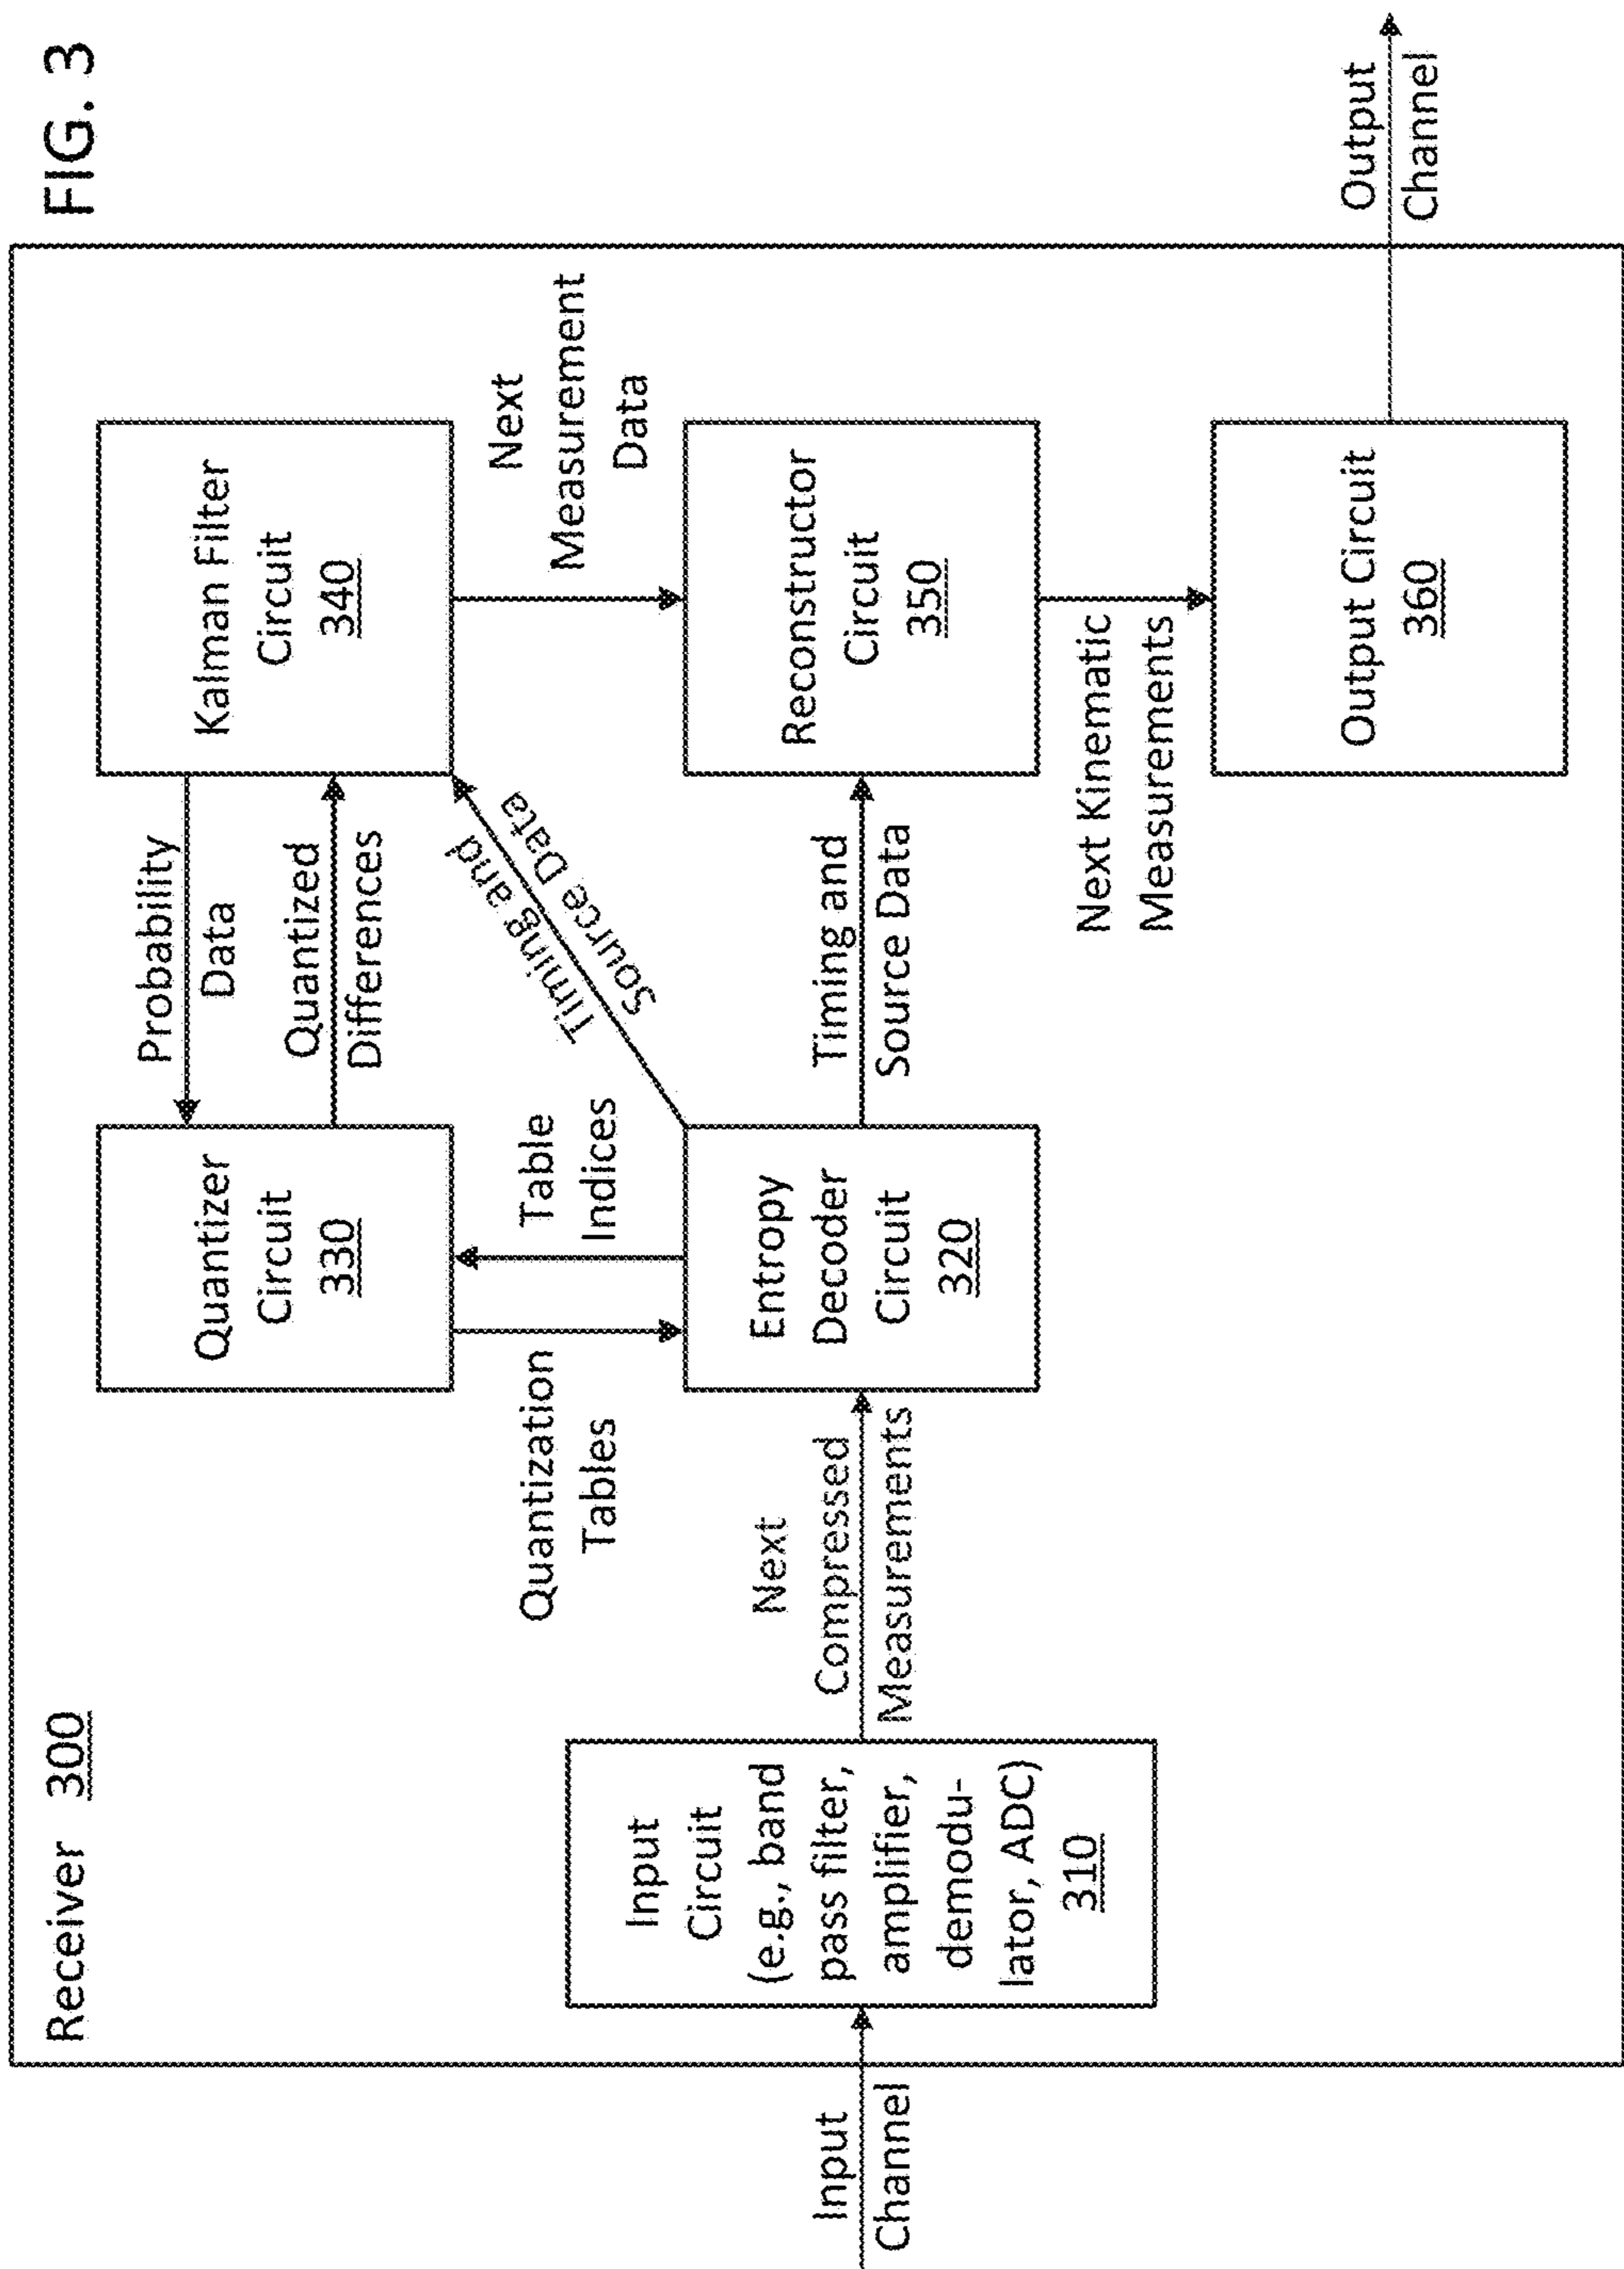 FIG. 3
Receiver 300
Input
Channel
Input
Circuit
(e.g., band
pass filter,
amplifier,
demodu-
lator, ADC)
310
Next
Compressed
Measurements
Entropy
Decoder
Circuit
320
Quantization
Tables
Table
Indices
Quantizer
Circuit
330
Probability
Data
Quantized
Differences
Timing and
Source Data
Kalman Filter
Circuit
340
Next
Measurement
Data
Timing and
Source Data
Reconstructor
Circuit
350
Next Kinematic
Measurements
Output Circuit
360
Output
Channel